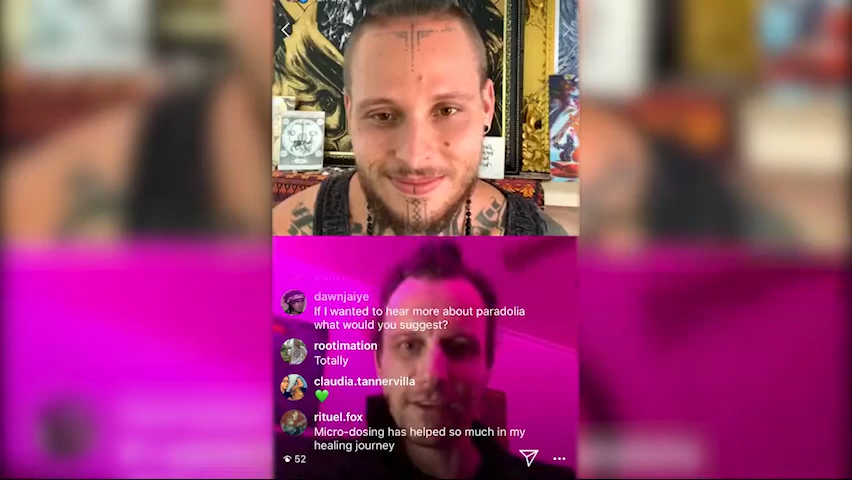 dawnjaiye
If I wanted to hear more about paradolia
what would you suggest?
rootimation
Totally
claudia.tannervilla
rituel.fox
Micro-dosing has helped so much in my
healing journey
52